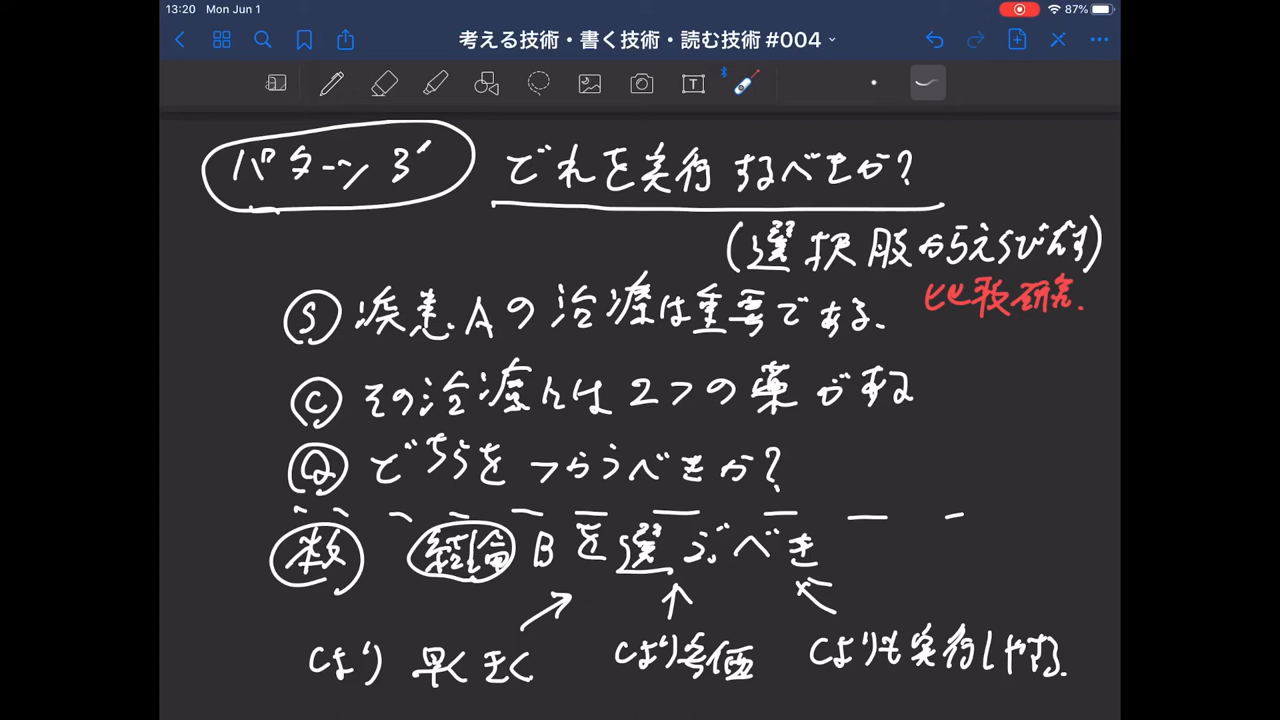 13:20 Mon Jun 1
87%
考える技術・書く技術・読む技術 #004
T
パターン3 どれを実行するべきか?
(選択肢からえらびだす)
比較研究.
S 疾患Aの治療は重要である.
C その治療には2つの薬がある
Q どちらをつかうべきか?
本文 結論 Bを選ぶべき
Cより早くきく Cより安価 Cよりも実行しやすい.